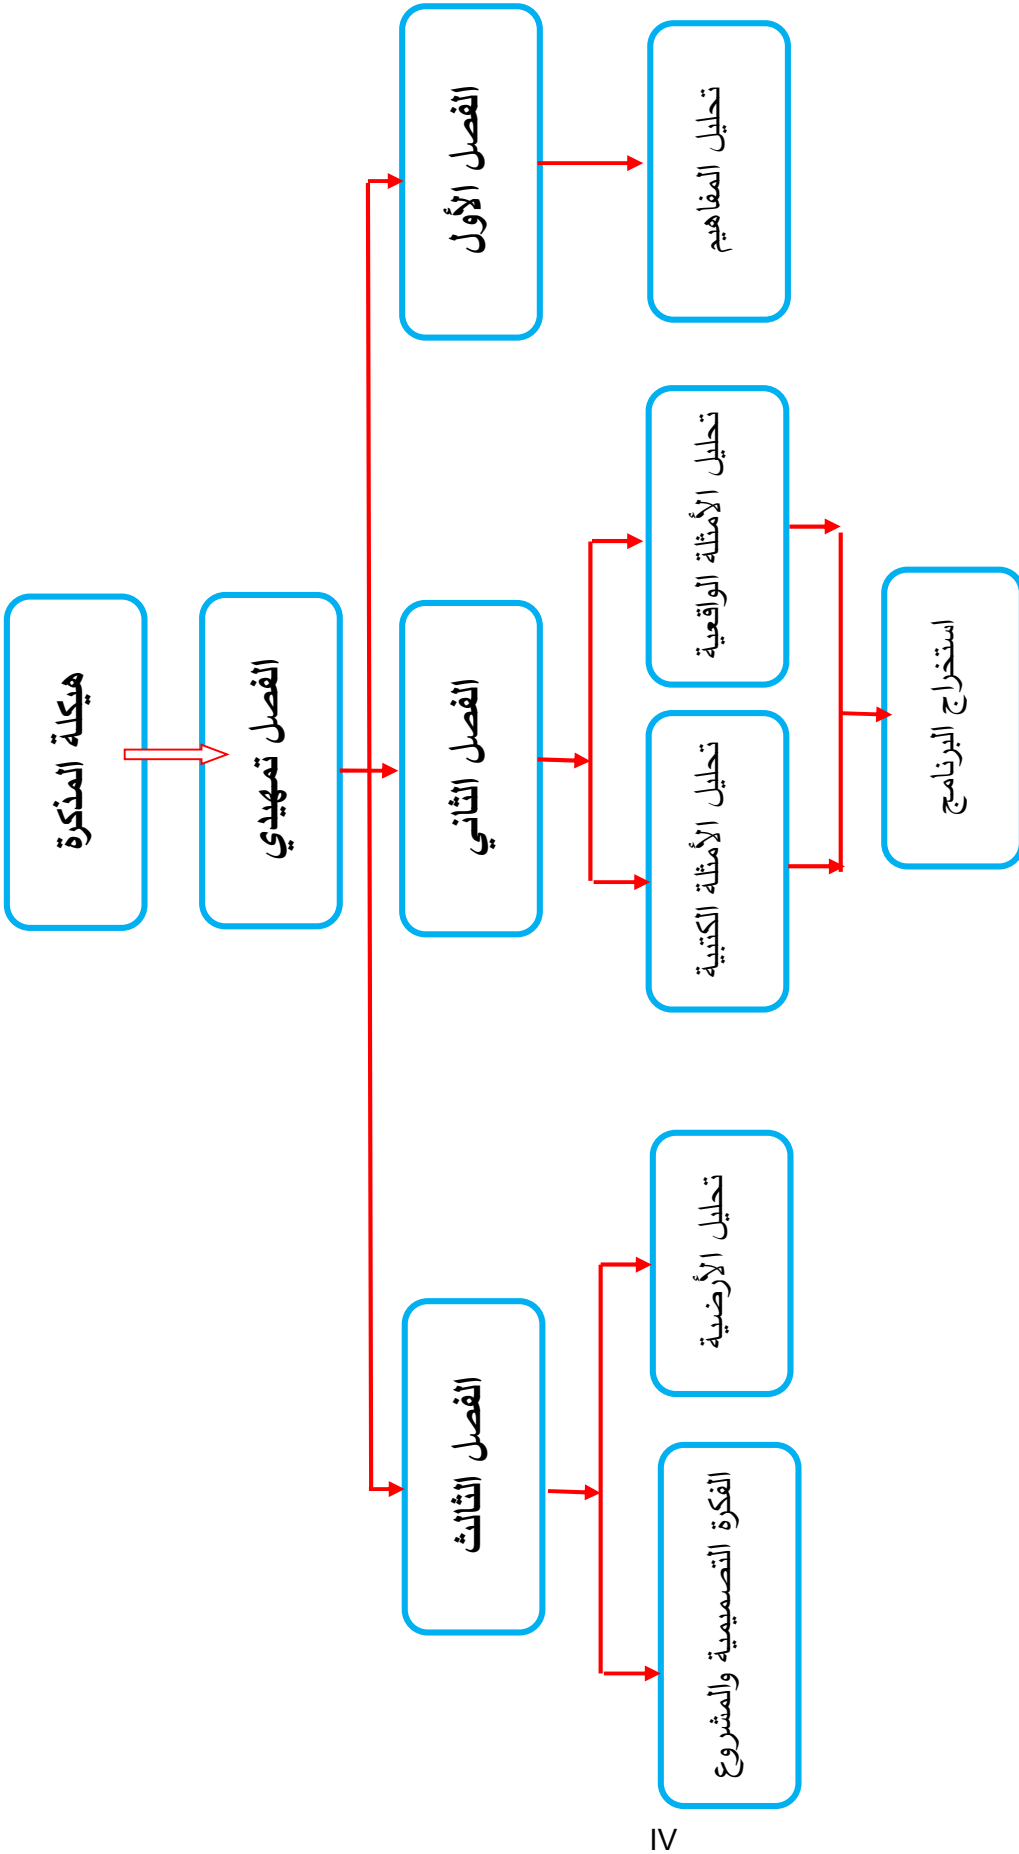 هيكلة المذكرة
الفصل تمهيدي
الفصل الأول
الفصل الثاني
الفصل الثالث
تحليل المفاهيم
تحليل الأمثلة الواقعية
تحليل الأمثلة الكتبية
تحليل الأرضية
الفكرة التصميمية والمشروع
استخراج البرنامج
IV